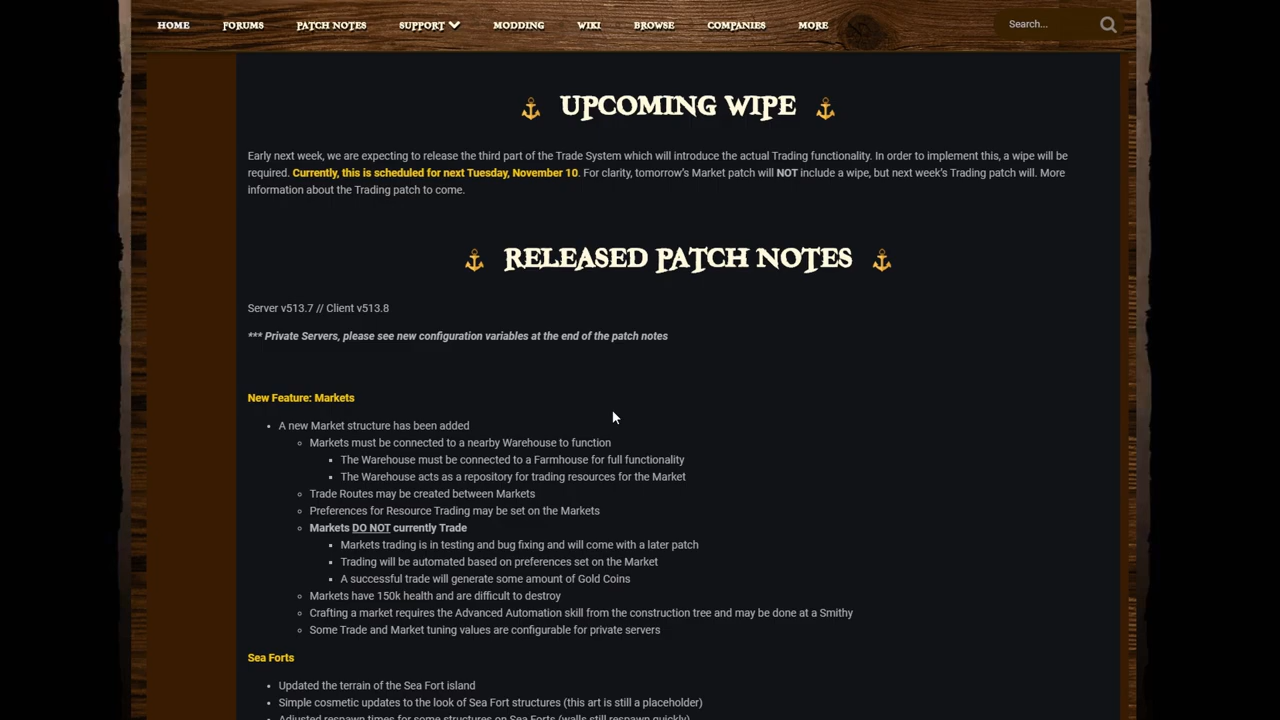 HOME FORUMS PATCH NOTES SUPPORT MODDING WIKI BROWSE COMPANIES MORE Search...
UPCOMING WIPE
Early next week, we are expecting to release the third part of the Trade System which will introduce the actual Trading functionality. In order to implement this, a wipe will be
required. Currently, this is scheduled for next Tuesday, November 10. For clarity, tomorrow's Market patch will NOT include a wipe, but next week's Trading patch will. More
information about the Trading patch to come.
RELEASED PATCH NOTES
Server v513.7 // Client v513.8
*** Private Servers, please see new configuration variables at the end of the patch notes
New Feature: Markets
A new Market structure has been added
Markets must be connected to a nearby Warehouse to function
The Warehouse must be connected to a Farmhouse for full functionality
The Warehouse acts as a repository for trading resources for the Market
Trade Routes may be created between Markets
Preferences for Resource Trading may be set on the Markets
Markets DO NOT currently Trade
Markets trading is in testing and bug fixing and will come with a later patch
Trading will be automated based on preferences set on the Market
A successful trade will generate some amount of Gold Coins
Markets have 150k health and are difficult to destroy
Crafting a market requires the Advanced Automation skill from the construction tree and may be done at a Smithy
Some Trade and Market tuning values are configurable for private servers
Sea Forts
Updated the terrain of the Sea Fort island
Simple cosmetic updates to the look of Sea Fort structures (this art is still a placeholder)
Adjusted respawn times for some structures on Sea Forts (walls still respawn quickly)